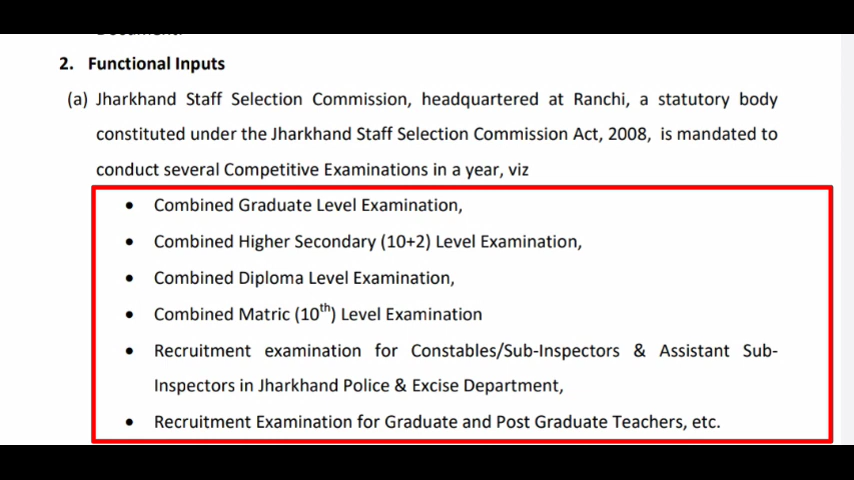 2. Functional Inputs
(a) Jharkhand Staff Selection Commission, headquartered at Ranchi, a statutory body
constituted under the Jharkhand Staff Selection Commission Act, 2008, is mandated to
conduct several Competitive Examinations in a year, viz
• Combined Graduate Level Examination,
• Combined Higher Secondary (10+2) Level Examination,
• Combined Diploma Level Examination,
• Combined Matric (10th) Level Examination
• Recruitment examination for Constables/Sub-Inspectors & Assistant Sub-
Inspectors in Jharkhand Police & Excise Department,
• Recruitment Examination for Graduate and Post Graduate Teachers, etc.